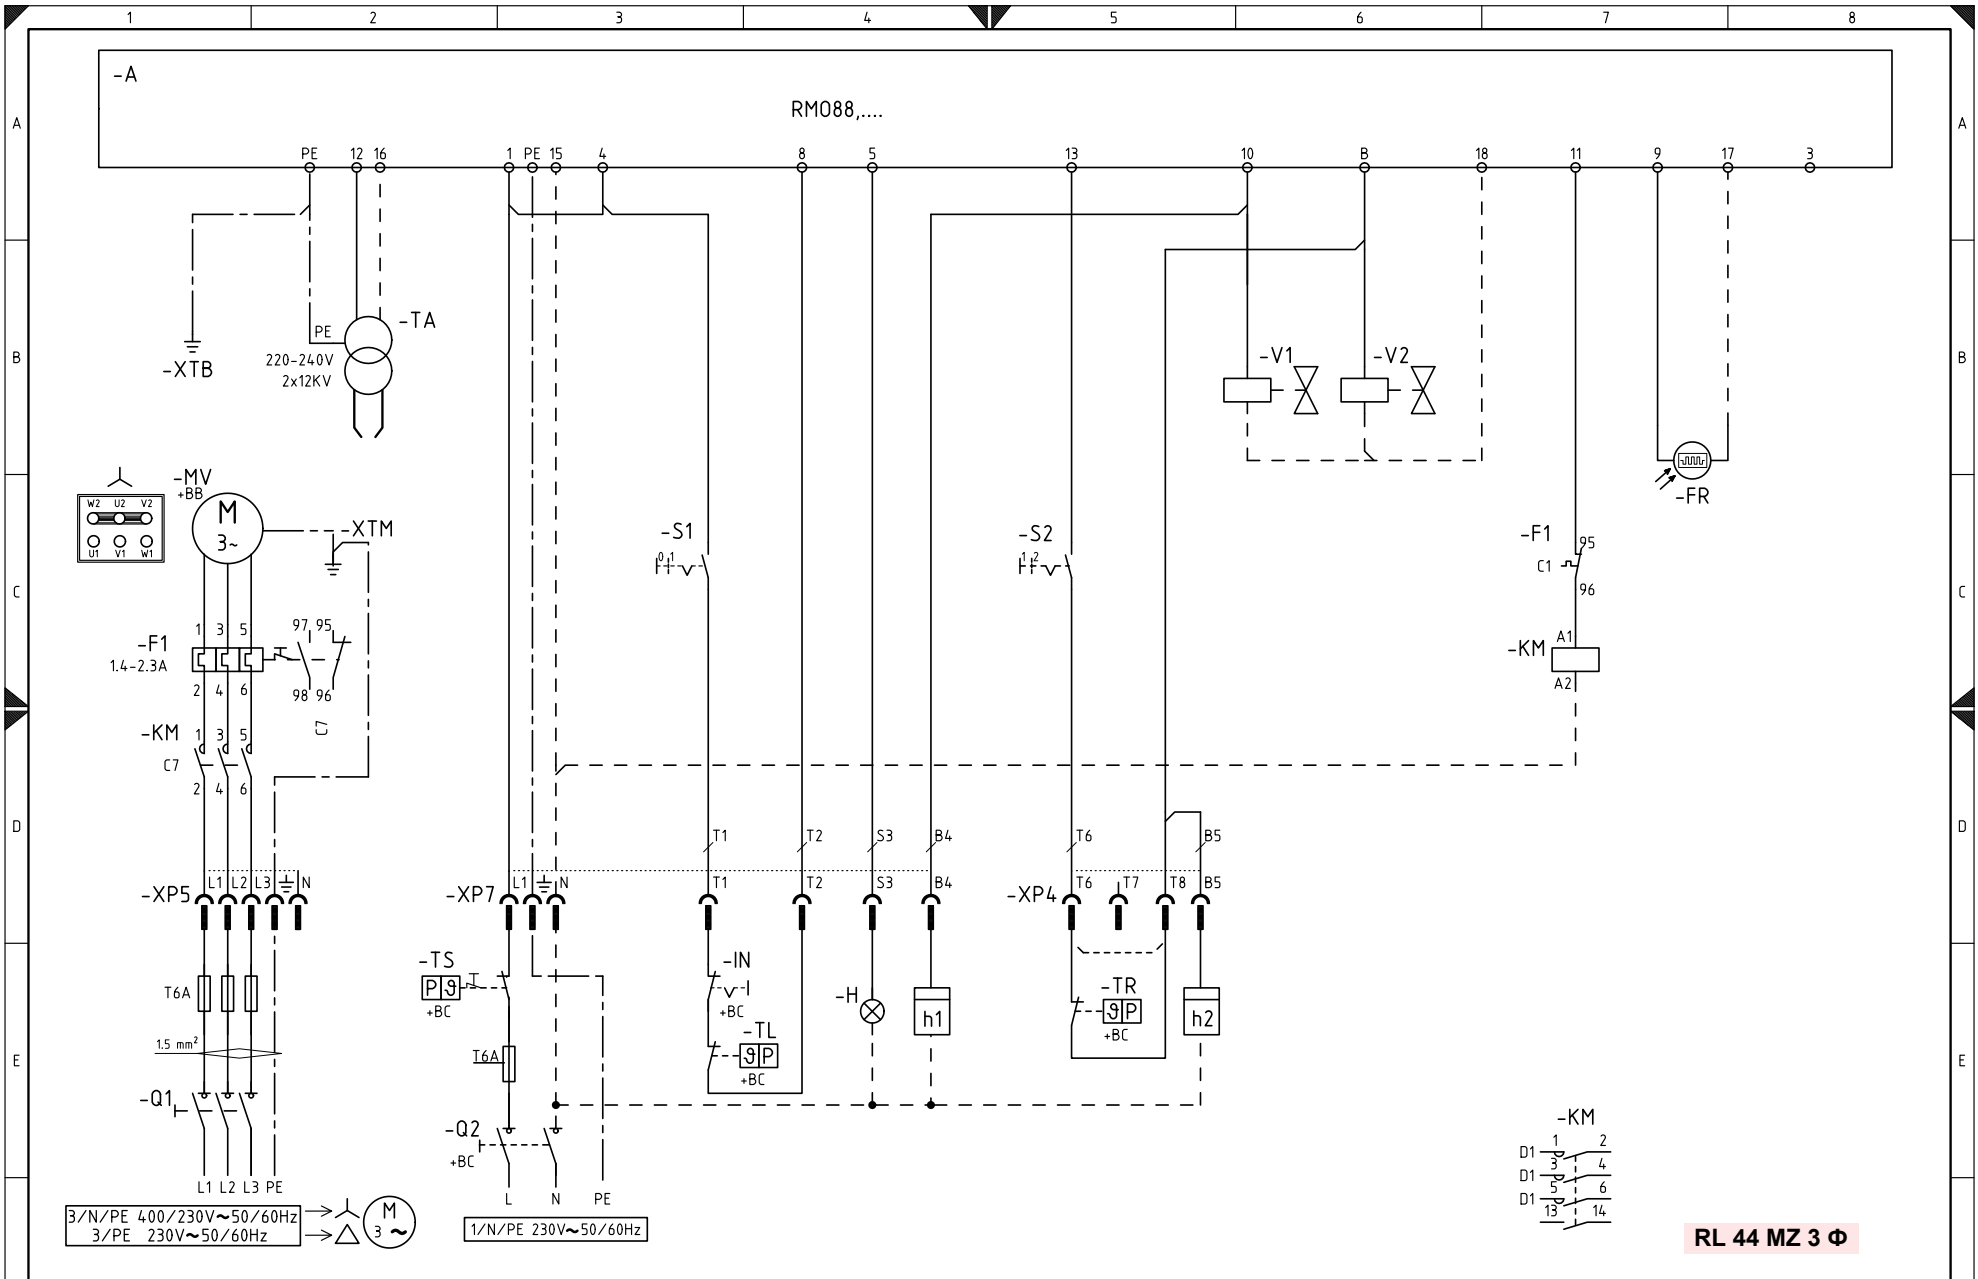 1 2 3 4 5 6 7 8
-A
RMO88,....
A A
PE 12 16 1 PE 15 4 8 5 13 10 B 18 11 9 17 3
PE
-TA
220-240V
2x12KV
-XTB
B B
-V1 -V2
-FR
-MV
+BB
W2 U2 V2
U1 V1 W1
M
3~
XTM
-S1
0 1
-S2
1 2
-F1
95
C1
96
C C
-F1
1.4-2.3A
1 3 5
2 4 6
97 95
98 96
C7
A1
-KM
A2
-KM
C7
1 3 5
2 4 6
D D
T1 T2 S3 B4 T6 B5
-XP5
L1 L2 L3 N
-XP7
L1 N
T1 T2 S3 B4
-XP4
T6 T7 T8 B5
T6A
1.5 mm²
-Q1
L1 L2 L3 PE
-TS
P ϑ
+BC
T6A
-Q2
+BC
L N PE
-IN
+BC
-TL
ϑ P
+BC
-H
h1
-TR
ϑ P
+BC
h2
E E
-KM
D1 1 2
D1 3 4
D1 5 6
13 14
3/N/PE 400/230V~50/60Hz
3/PE 230V~50/60Hz
M
3 ~
1/N/PE 230V~50/60Hz
RL 44 MZ 3 Φ